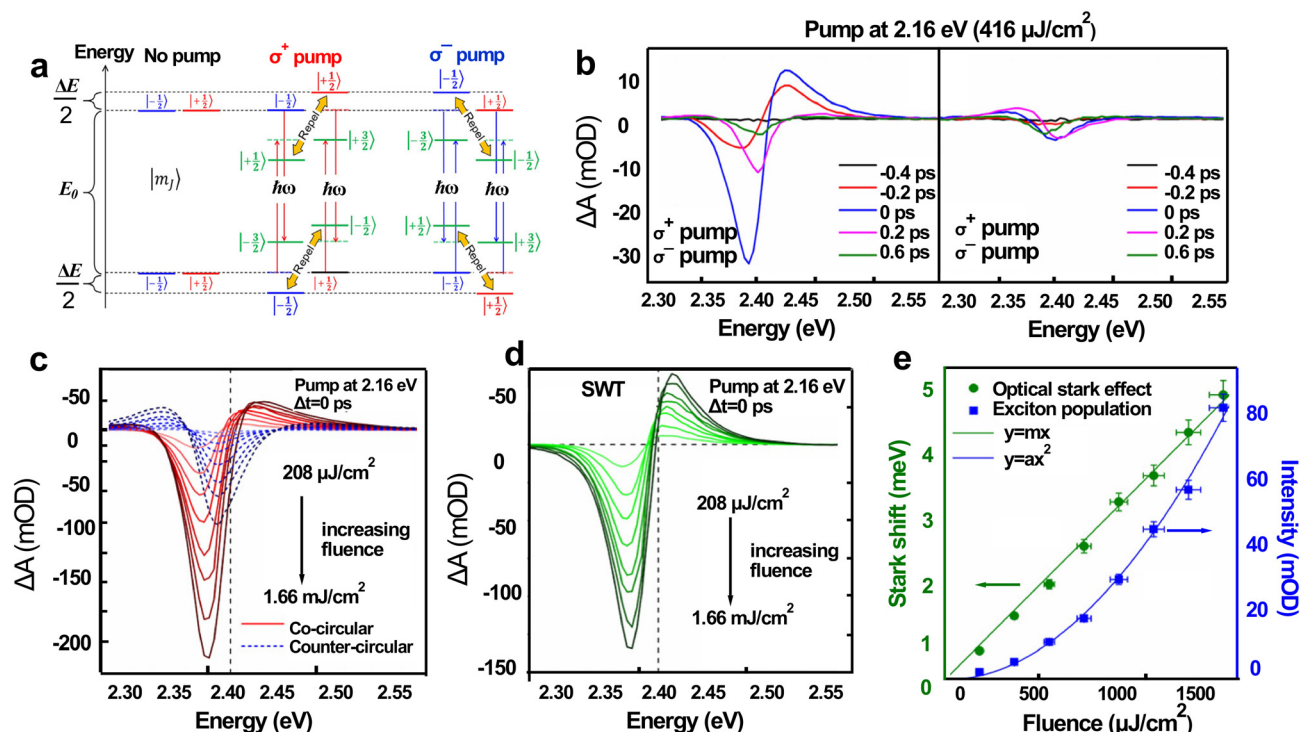 a
Energy
No pump
σ⁺ pump
σ⁻ pump
ΔE/2
E₀
ΔE/2
|-1/2⟩ |+1/2⟩
|-1/2⟩ |+1/2⟩
|-1/2⟩ |+1/2⟩
Repel
Repel
|+1/2⟩ |+3/2⟩
|-3/2⟩ |-1/2⟩
|m_J⟩
ħω ħω
ħω ħω
|-3/2⟩ |-1/2⟩
|+1/2⟩ |+3/2⟩
Repel
Repel
|-1/2⟩ |+1/2⟩
|-1/2⟩ |+1/2⟩
|-1/2⟩ |+1/2⟩
Pump at 2.16 eV (416 µJ/cm²)
b
ΔA (mOD)
10
0
-10
-20
-30
σ⁺ pump
σ⁻ pump
-0.4 ps
-0.2 ps
0 ps
0.2 ps
0.6 ps
σ⁺ pump
σ⁻ pump
-0.4 ps
-0.2 ps
0 ps
0.2 ps
0.6 ps
2.30 2.35 2.40 2.45 2.50 2.55
2.40 2.45 2.50 2.55
Energy (eV)
Energy (eV)
c
ΔA (mOD)
-50
0
0
-50
-100
-150
-200
Pump at 2.16 eV
Δt=0 ps
208 µJ/cm²
increasing
fluence
1.66 mJ/cm²
Co-circular
Counter-circular
2.30 2.35 2.40 2.45 2.50 2.55
Energy (eV)
d
ΔA (mOD)
-50
0
-50
-100
-150
SWT
Pump at 2.16 eV
Δt=0 ps
208 µJ/cm²
increasing
fluence
1.66 mJ/cm²
2.30 2.35 2.40 2.45 2.50 2.55
Energy (eV)
e
Stark shift (meV)
5
4
3
2
1
0
Optical stark effect
Exciton population
y=mx
y=ax²
80
60
40
20
0
Intensity (mOD)
0 500 1000 1500
Fluence (µJ/cm²)